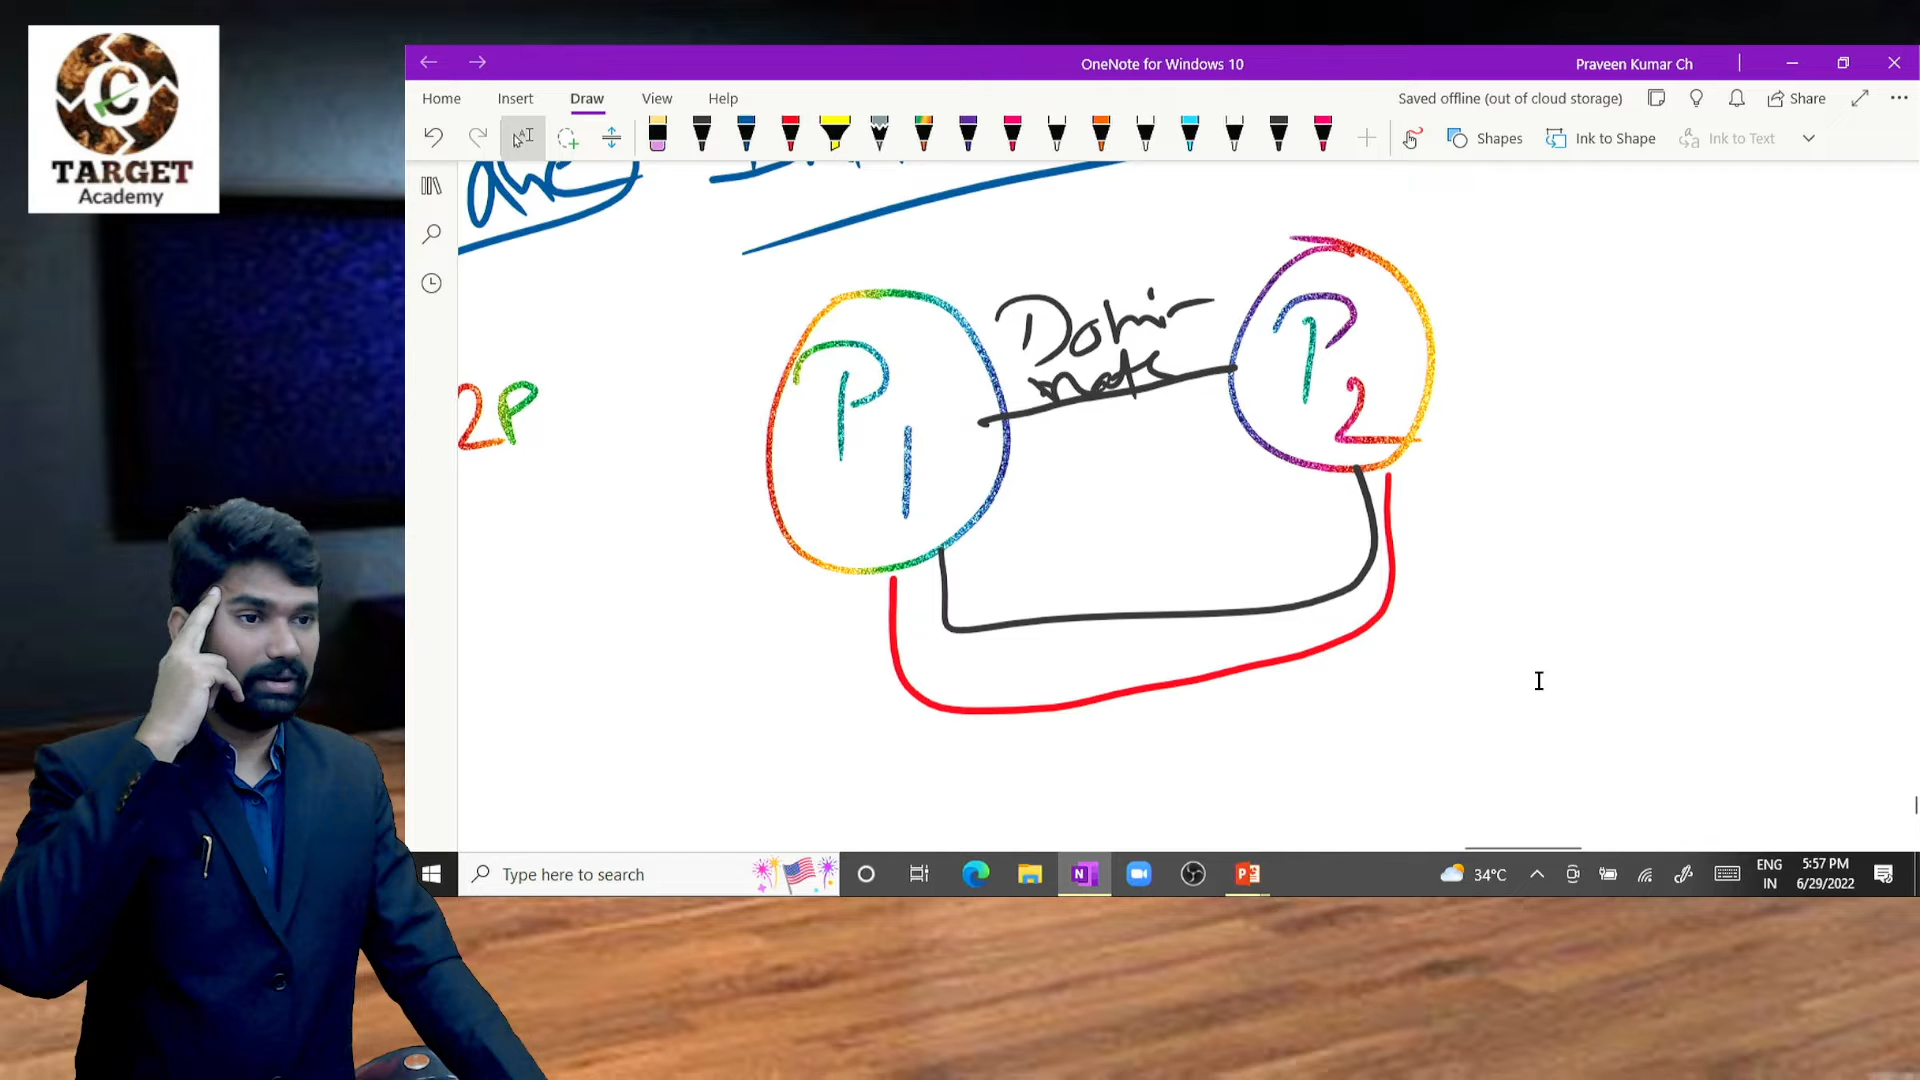 TARGET
Academy
OneNote for Windows 10
Praveen Kumar Ch
Home Insert Draw View Help
Saved offline (out of cloud storage)
Share
Shapes
Ink to Shape
Ink to Text
P1
Domi-
nate
P2
2P
Type here to search
34°C
ENG
IN
5:57 PM
6/29/2022